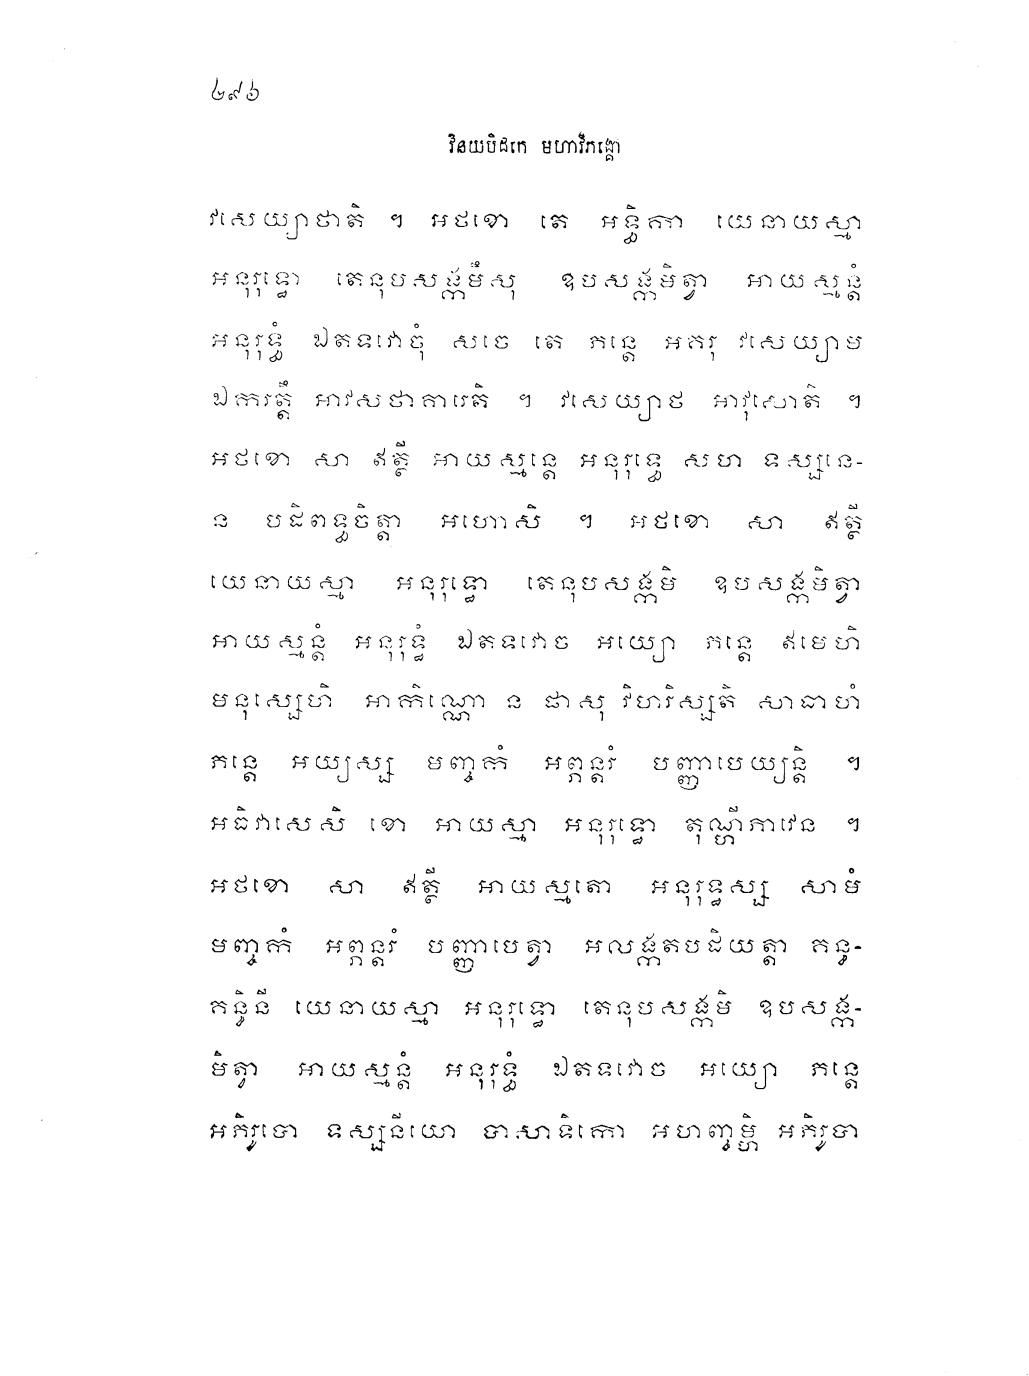 ៤៩៦
វិនយបិដកេ មហាវិភង្គោ
វសេយ្យាថាតិ ។ អថខោ តេ អទ្ធិកា យេនាយស្មា
អនុរុទ្ធោ តេនុបសង្កមឹសុ ឧបសង្កមិត្វា អាយស្មន្តំ
អនុរុទ្ធំ ឯតទវោចុំ សចេ តេ ភន្តេ អគរុ វសេយ្យាម
ឯករត្តឹ អាវសថាគារេតិ ។ វសេយ្យាថ អាវុសោតិ ។
អថខោ សា ឥត្ថី អាយស្មន្តេ អនុរុទ្ធេ សហ ទស្សនេ-
ន បដិពទ្ធចិត្តា អហោសិ ។ អថខោ សា ឥត្ថី
យេនាយស្មា អនុរុទ្ធោ តេនុបសង្កមិ ឧបសង្កមិត្វា
អាយស្មន្តំ អនុរុទ្ធំ ឯតទវោច អយ្យោ ភន្តេ ឥមេហិ
មនុស្សេហិ អាកិណ្ណោ ន ផាសុ វិហរិស្សតិ សាធាហំ
ភន្តេ អយ្យស្ស មញ្ចកំ អព្ភន្តរំ បញ្ញាបេយ្យន្តិ ។
អធិវាសេសិ ខោ អាយស្មា អនុរុទ្ធោ តុណ្ហីភាវេន ។
អថខោ សា ឥត្ថី អាយស្មតោ អនុរុទ្ធស្ស សាមំ
មញ្ចកំ អព្ភន្តរំ បញ្ញាបេត្វា អលង្កតបដិយត្តា គន្ធ-
គន្ធិនី យេនាយស្មា អនុរុទ្ធោ តេនុបសង្កមិ ឧបសង្ក-
មិត្វា អាយស្មន្តំ អនុរុទ្ធំ ឯតទវោច អយ្យោ ភន្តេ
អភិរូបោ ទស្សនីយោ បាសាទិកោ អហញ្ចម្ហិ អភិរូបា